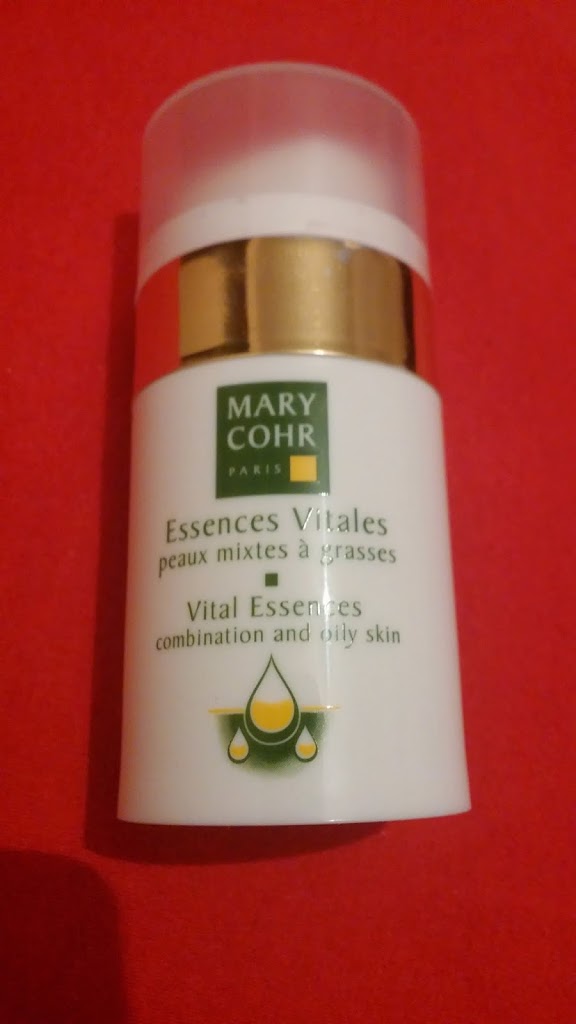 MARY
COHR
PARIS
Essences Vitales
peaux mixtes à grasses
Vital Essences
combination and oily skin